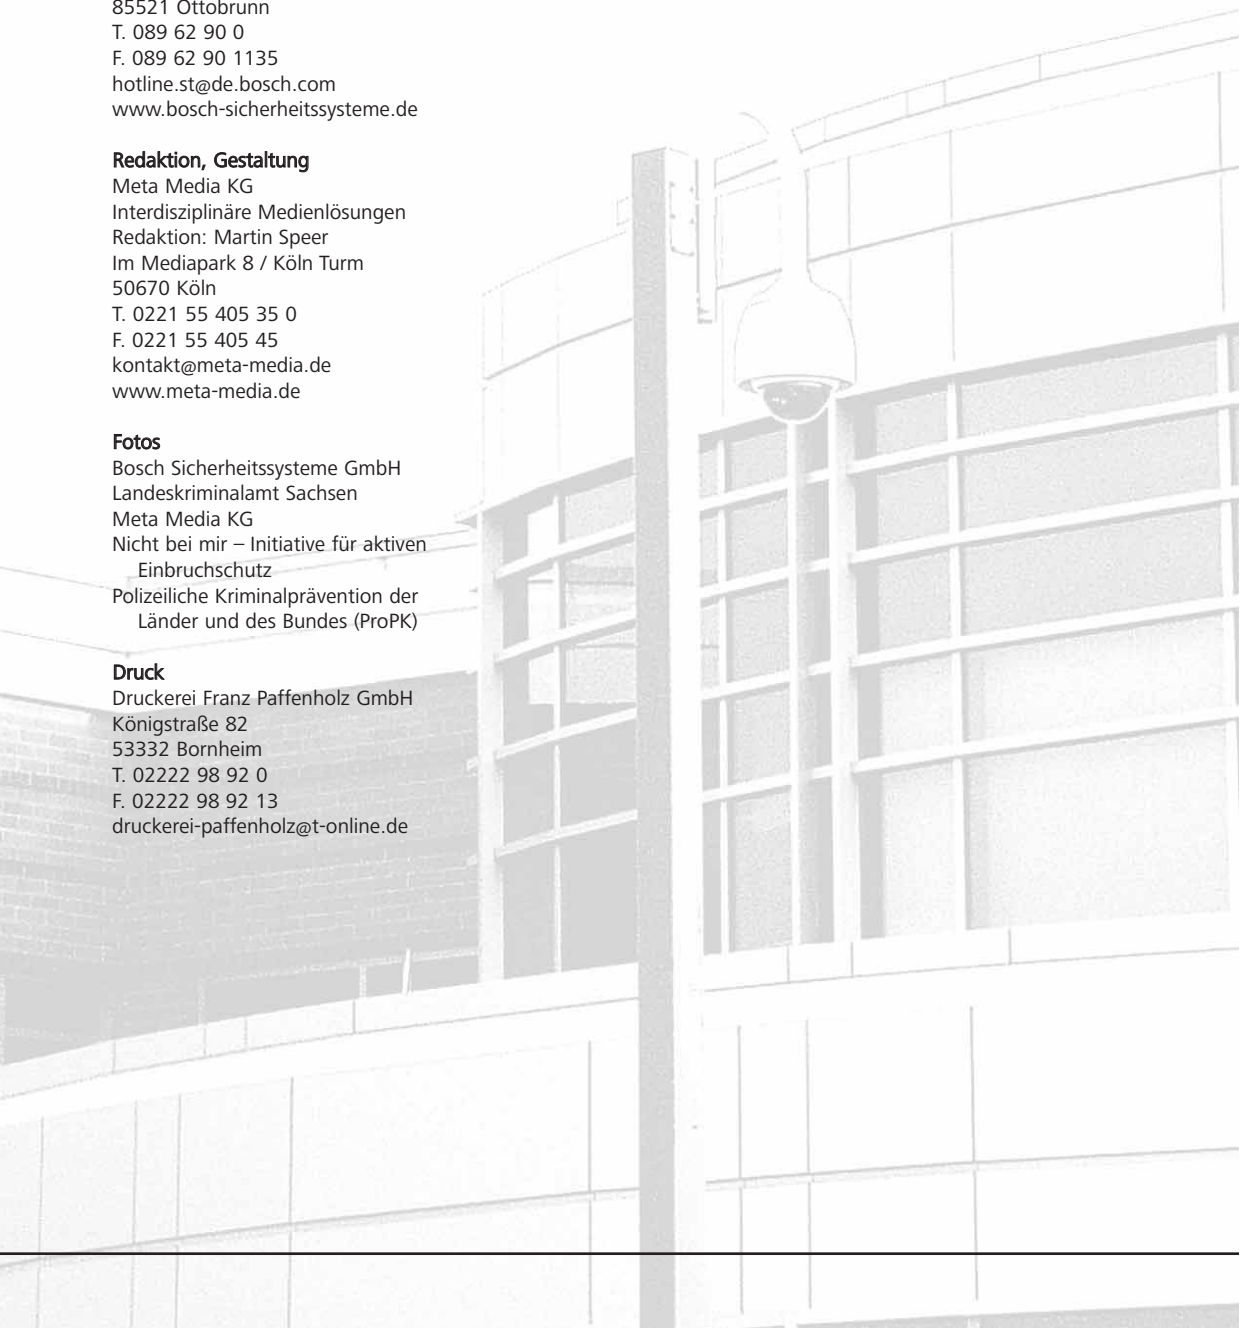 85521 Ottobrunn
T. 089 62 90 0
F. 089 62 90 1135
hotline.st@de.bosch.com
www.bosch-sicherheitssysteme.de
Redaktion, Gestaltung
Meta Media KG
Interdisziplinäre Medienlösungen
Redaktion: Martin Speer
Im Mediapark 8 / Köln Turm
50670 Köln
T. 0221 55 405 35 0
F. 0221 55 405 45
kontakt@meta-media.de
www.meta-media.de
Fotos
Bosch Sicherheitssysteme GmbH
Landeskriminalamt Sachsen
Meta Media KG
Nicht bei mir – Initiative für aktiven
Einbruchschutz
Polizeiliche Kriminalprävention der
Länder und des Bundes (ProPK)
Druck
Druckerei Franz Paffenholz GmbH
Königstraße 82
53332 Bornheim
T. 02222 98 92 0
F. 02222 98 92 13
druckerei-paffenholz@t-online.de